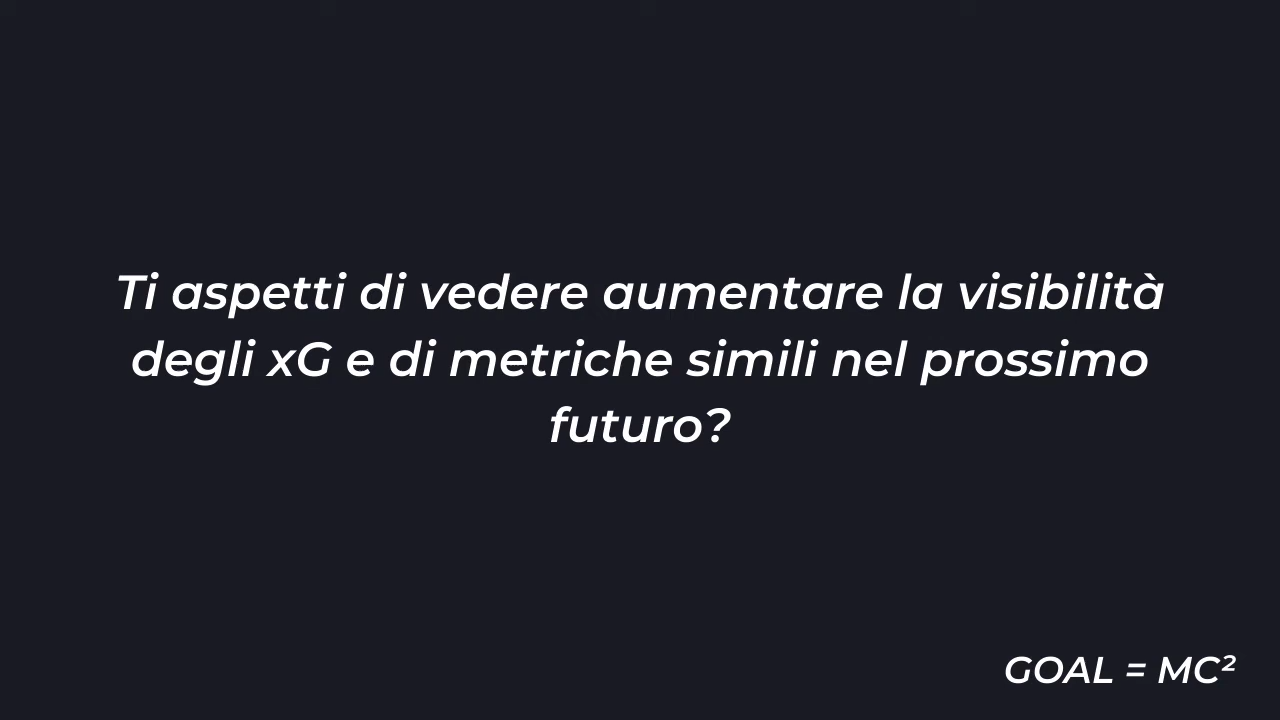 Ti aspetti di vedere aumentare la visibilità
degli xG e di metriche simili nel prossimo
futuro?
GOAL = MC²